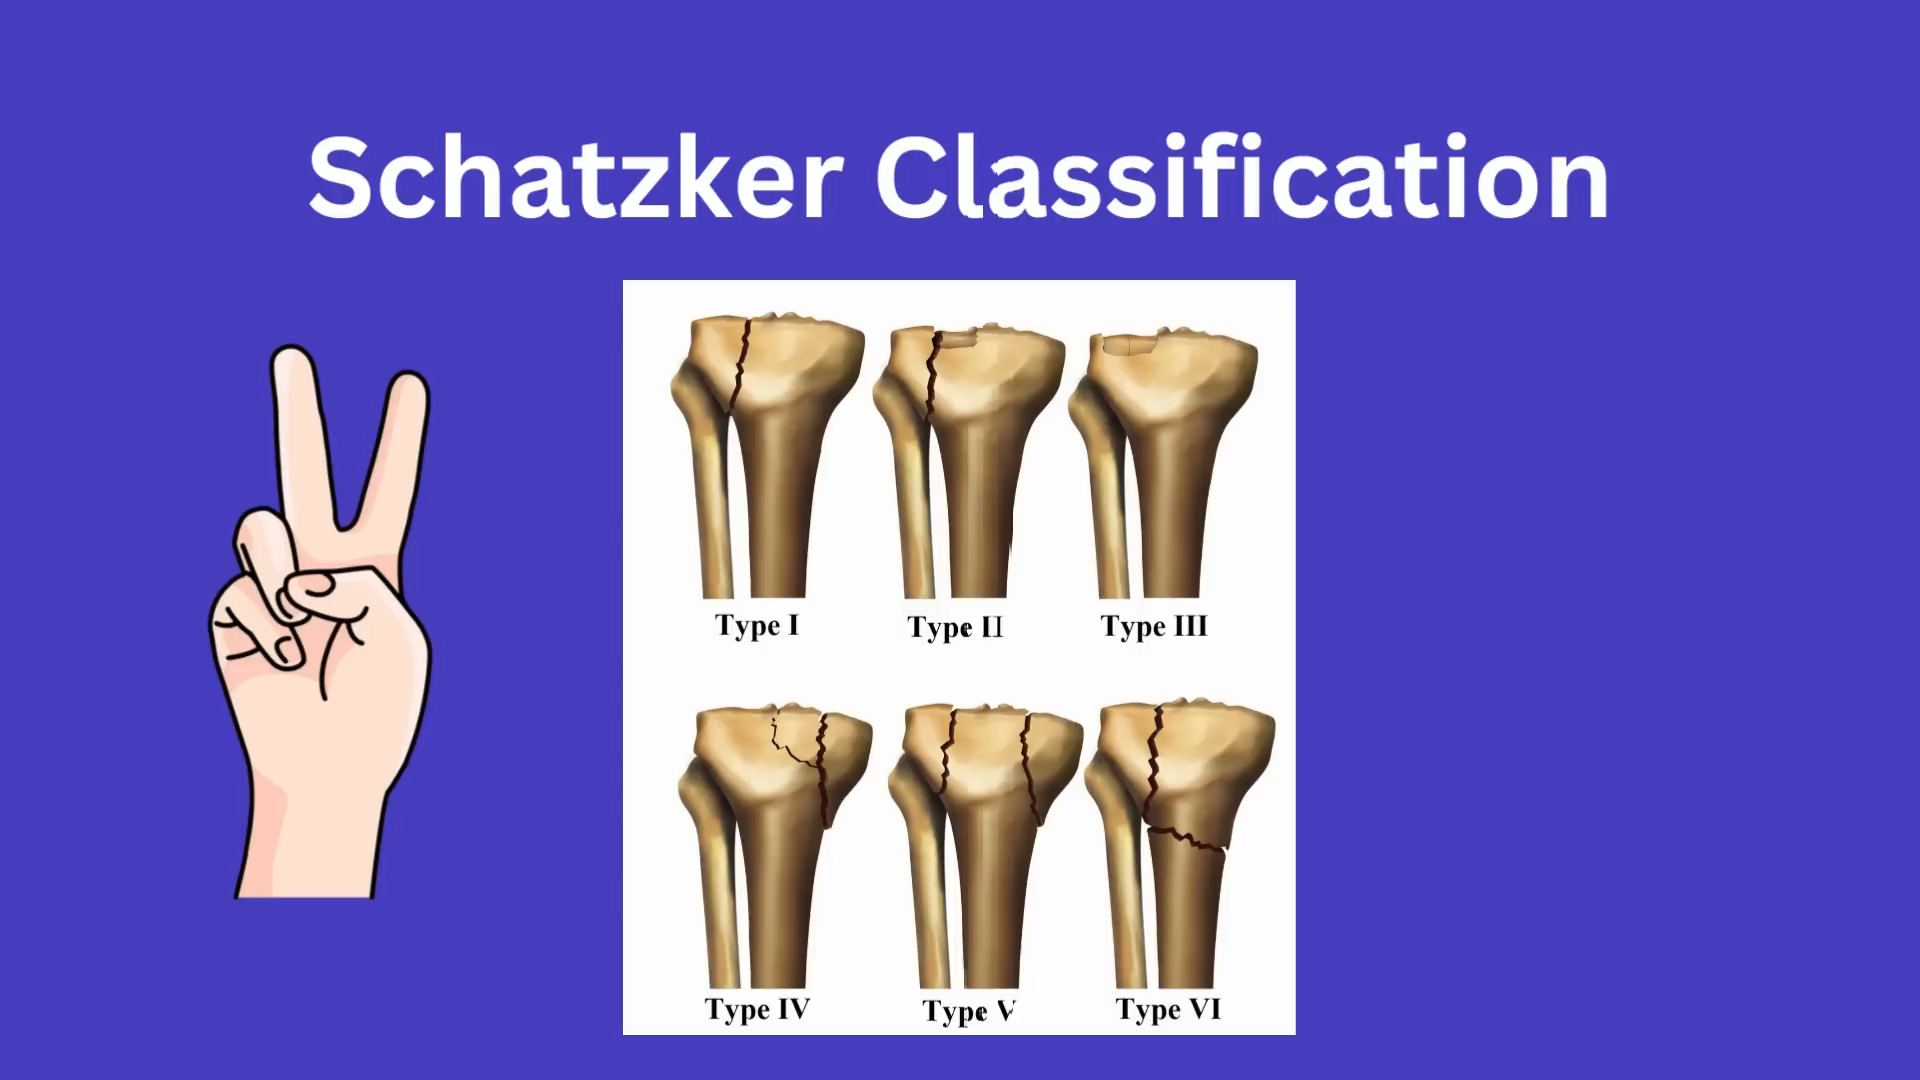 Schatzker Classification
Type I
Type II
Type III
Type IV
Type V
Type VI